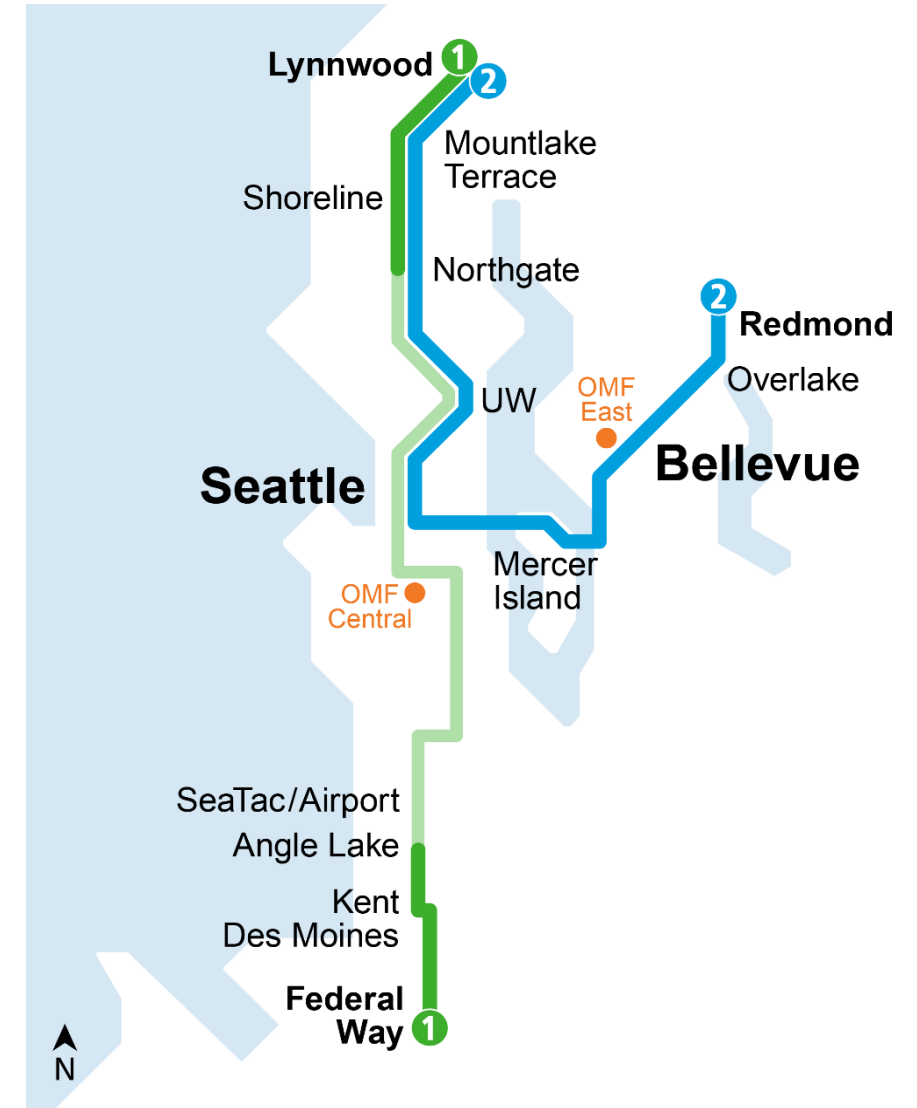 Lynnwood 1
2
Mountlake
Terrace
Shoreline
Northgate
2
Redmond
Overlake
UW
OMF
East
Bellevue
Seattle
Mercer
Island
OMF
Central
SeaTac/Airport
Angle Lake
Kent
Des Moines
Federal
Way 1
N